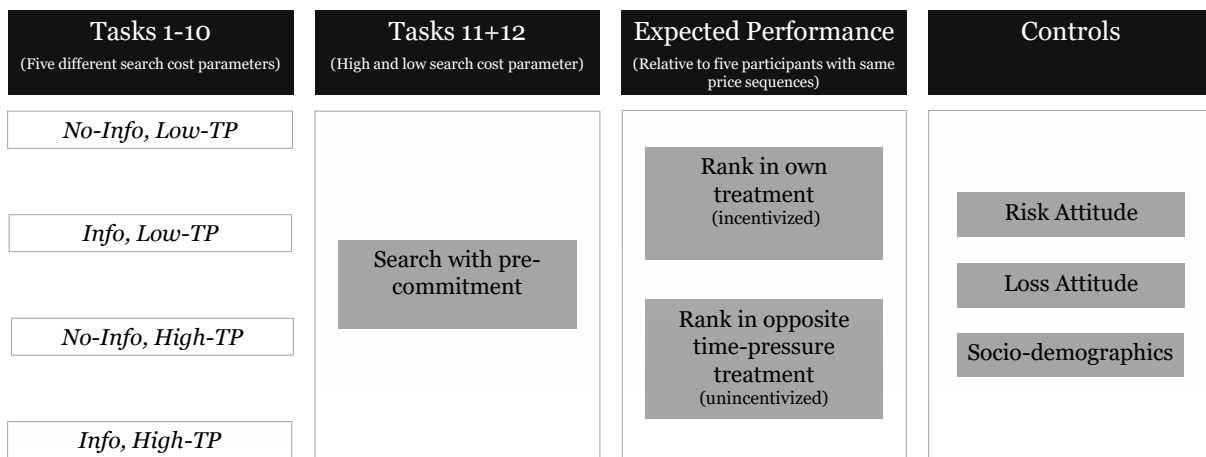 Tasks 1-10
(Five different search cost parameters)
No-Info, Low-TP
Info, Low-TP
No-Info, High-TP
Info, High-TP
Tasks 11+12
(High and low search cost parameter)
Search with pre-
commitment
Expected Performance
(Relative to five participants with same
price sequences)
Rank in own
treatment
(incentivized)
Rank in opposite
time-pressure
treatment
(unincentivized)
Controls
Risk Attitude
Loss Attitude
Socio-demographics